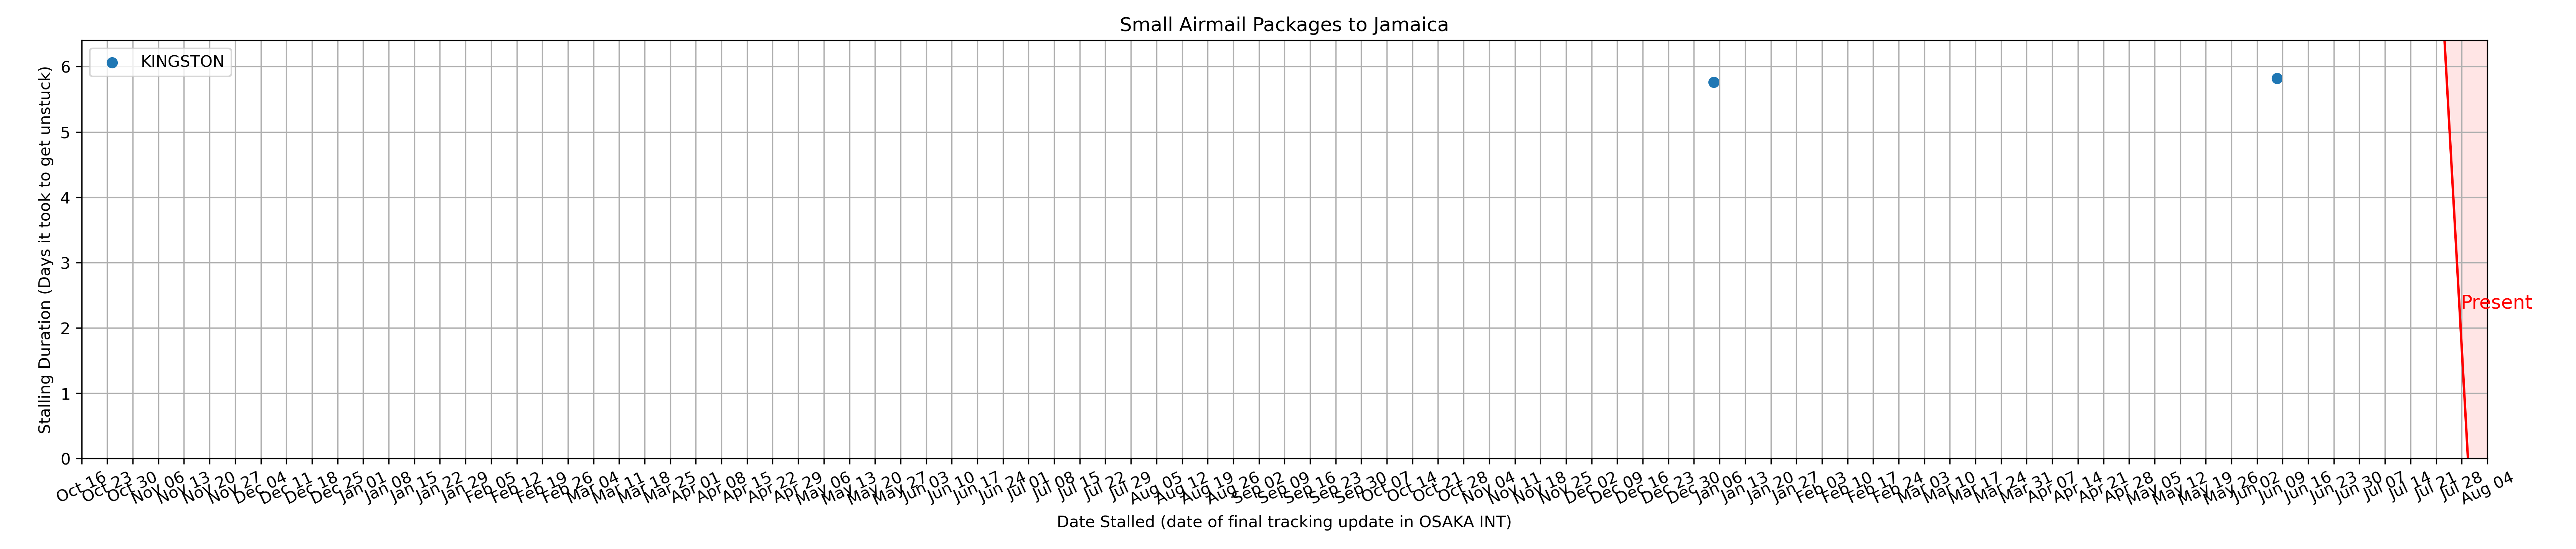 Small Airmail Packages to Jamaica
KINGSTON
Stalling Duration (Days it took to get unstuck)
6
5
4
3
2
1
0
Present
Oct 16 Oct 23 Oct 30 Nov 06 Nov 13 Nov 20 Nov 27 Dec 04 Dec 11 Dec 18 Dec 25 Jan 01 Jan 08 Jan 15 Jan 22 Jan 29 Feb 05 Feb 12 Feb 19 Feb 26 Mar 04 Mar 11 Mar 18 Mar 25 Apr 01 Apr 08 Apr 15 Apr 22 Apr 29 May 06 May 13 May 20 May 27 Jun 03 Jun 10 Jun 17 Jun 24 Jul 01 Jul 08 Jul 15 Jul 22 Jul 29 Aug 05 Aug 12 Aug 19 Aug 26 Sep 02 Sep 09 Sep 16 Sep 23 Sep 30 Oct 07 Oct 14 Oct 21 Oct 28 Nov 04 Nov 11 Nov 18 Nov 25 Dec 02 Dec 09 Dec 16 Dec 23 Dec 30 Jan 06 Jan 13 Jan 20 Jan 27 Feb 03 Feb 10 Feb 17 Feb 24 Mar 03 Mar 10 Mar 17 Mar 24 Mar 31 Apr 07 Apr 14 Apr 21 Apr 28 May 05 May 12 May 19 May 26 Jun 02 Jun 09 Jun 16 Jun 23 Jun 30 Jul 07 Jul 14 Jul 21 Jul 28 Aug 04
Date Stalled (date of final tracking update in OSAKA INT)